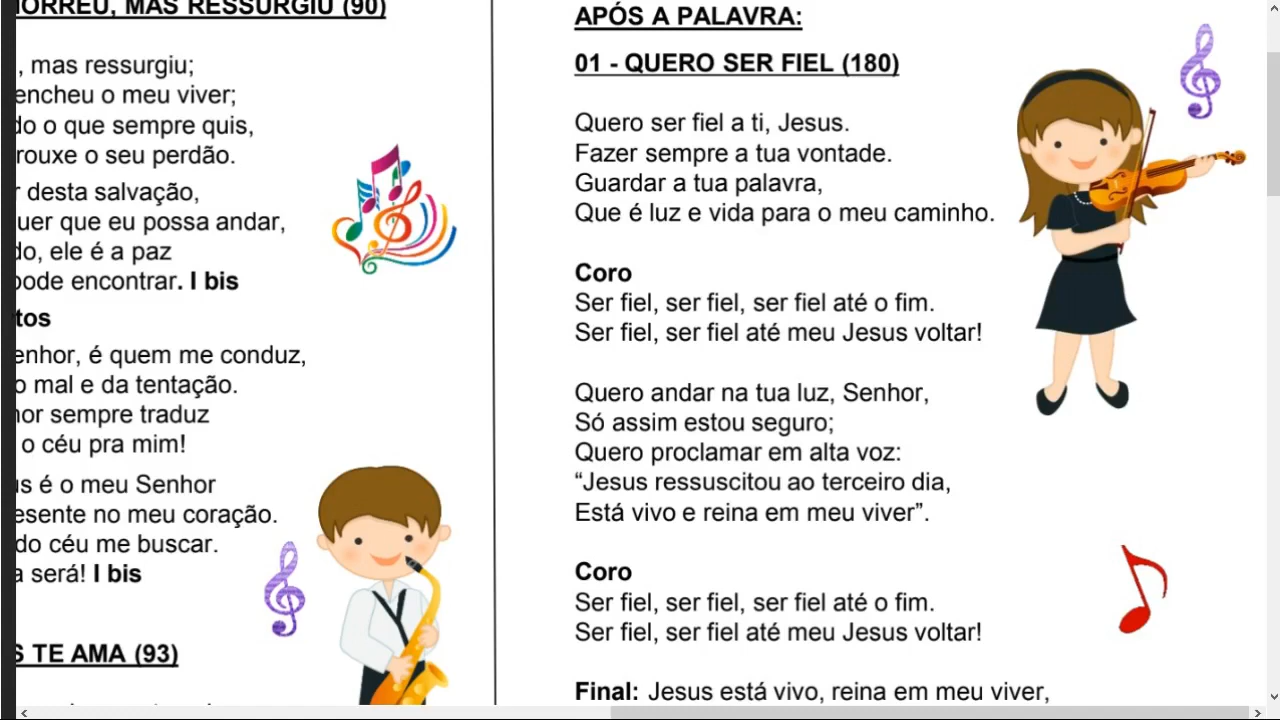 MORREU, MAS RESSURGIU (90)
, mas ressurgiu;
encheu o meu viver;
do o que sempre quis,
rouxe o seu perdão.
r desta salvação,
uer que eu possa andar,
do, ele é a paz
pode encontrar. I bis
tos
enhor, é quem me conduz,
o mal e da tentação.
hor sempre traduz
o céu pra mim!
us é o meu Senhor
esente no meu coração.
do céu me buscar.
a será! I bis
S TE AMA (93)
APÓS A PALAVRA:
01 - QUERO SER FIEL (180)
Quero ser fiel a ti, Jesus.
Fazer sempre a tua vontade.
Guardar a tua palavra,
Que é luz e vida para o meu caminho.
Coro
Ser fiel, ser fiel, ser fiel até o fim.
Ser fiel, ser fiel até meu Jesus voltar!
Quero andar na tua luz, Senhor,
Só assim estou seguro;
Quero proclamar em alta voz:
“Jesus ressuscitou ao terceiro dia,
Está vivo e reina em meu viver”.
Coro
Ser fiel, ser fiel, ser fiel até o fim.
Ser fiel, ser fiel até meu Jesus voltar!
Final: Jesus está vivo, reina em meu viver,